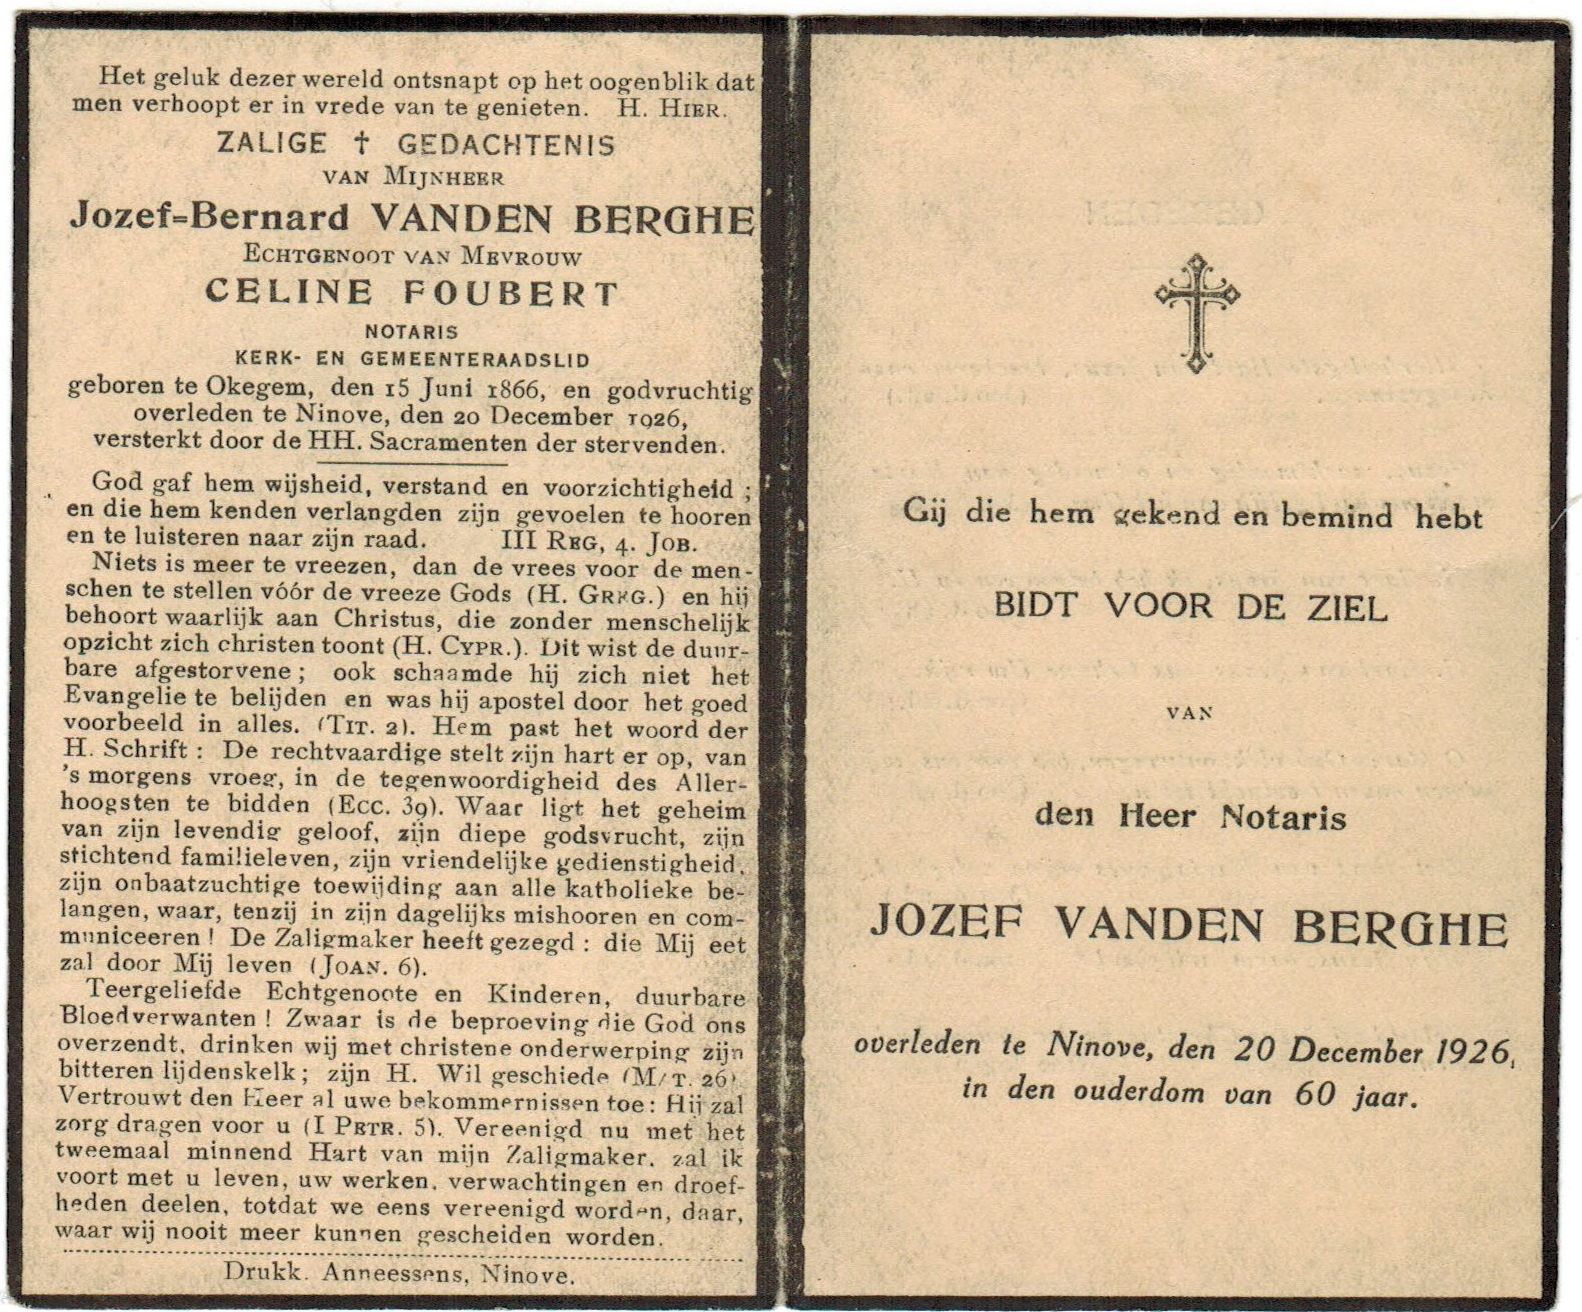 Het geluk dezer wereld ontsnapt op het oogenblik dat
men verhoopt er in vrede van te genieten. H. HIER.
ZALIGE † GEDACHTENIS
VAN MIJNHEER
Jozef-Bernard VANDEN BERGHE
ECHTGENOOT VAN MEVROUW
CELINE FOUBERT
NOTARIS
KERK- EN GEMEENTERAADSLID
geboren te Okegem, den 15 Juni 1866, en godvruchtig
overleden te Ninove, den 20 December 1926,
versterkt door de HH. Sacramenten der stervenden.
God gaf hem wijsheid, verstand en voorzichtigheid ;
en die hem kenden verlangden zijn gevoelen te hooren
en te luisteren naar zijn raad. III REG, 4. JOB.
Niets is meer te vreezen, dan de vrees voor de men-
schen te stellen vóór de vreeze Gods (H. GREG.) en hij
behoort waarlijk aan Christus, die zonder menschelijk
opzicht zich christen toont (H. CYPR.). Dit wist de duur-
bare afgestorvene ; ook schaamde hij zich niet het
Evangelie te belijden en was hij apostel door het goed
voorbeeld in alles. (TIT. 2). Hem past het woord der
H. Schrift : De rechtvaardige stelt zijn hart er op, van
's morgens vroeg, in de tegenwoordigheid des Aller-
hoogsten te bidden (ECC. 39). Waar ligt het geheim
van zijn levendig geloof, zijn diepe godsvrucht, zijn
stichtend familieleven, zijn vriendelijke gedienstigheid,
zijn onbaatzuchtige toewijding aan alle katholieke be-
langen, waar, tenzij in zijn dagelijks mishooren en com-
municeeren ! De Zaligmaker heeft gezegd : die Mij eet
zal door Mij leven (JOAN. 6).
Teergeliefde Echtgenoote en Kinderen, duurbare
Bloedverwanten ! Zwaar is de beproeving die God ons
overzendt, drinken wij met christene onderwerping zijn
bitteren lijdenskelk ; zijn H. Wil geschiede (MAT. 26)
Vertrouwt den Heer al uwe bekommernissen toe : Hij zal
zorg dragen voor u (I PETR. 5). Vereenigd nu met het
tweemaal minnend Hart van mijn Zaligmaker, zal ik
voort met u leven, uw werken, verwachtingen en droef-
heden deelen, totdat we eens vereenigd worden, daar,
waar wij nooit meer kunnen gescheiden worden.
Drukk. Anneessens, Ninove.
Gij die hem gekend en bemind hebt
BIDT VOOR DE ZIEL
VAN
den Heer Notaris
JOZEF VANDEN BERGHE
overleden te Ninove, den 20 December 1926,
in den ouderdom van 60 jaar.